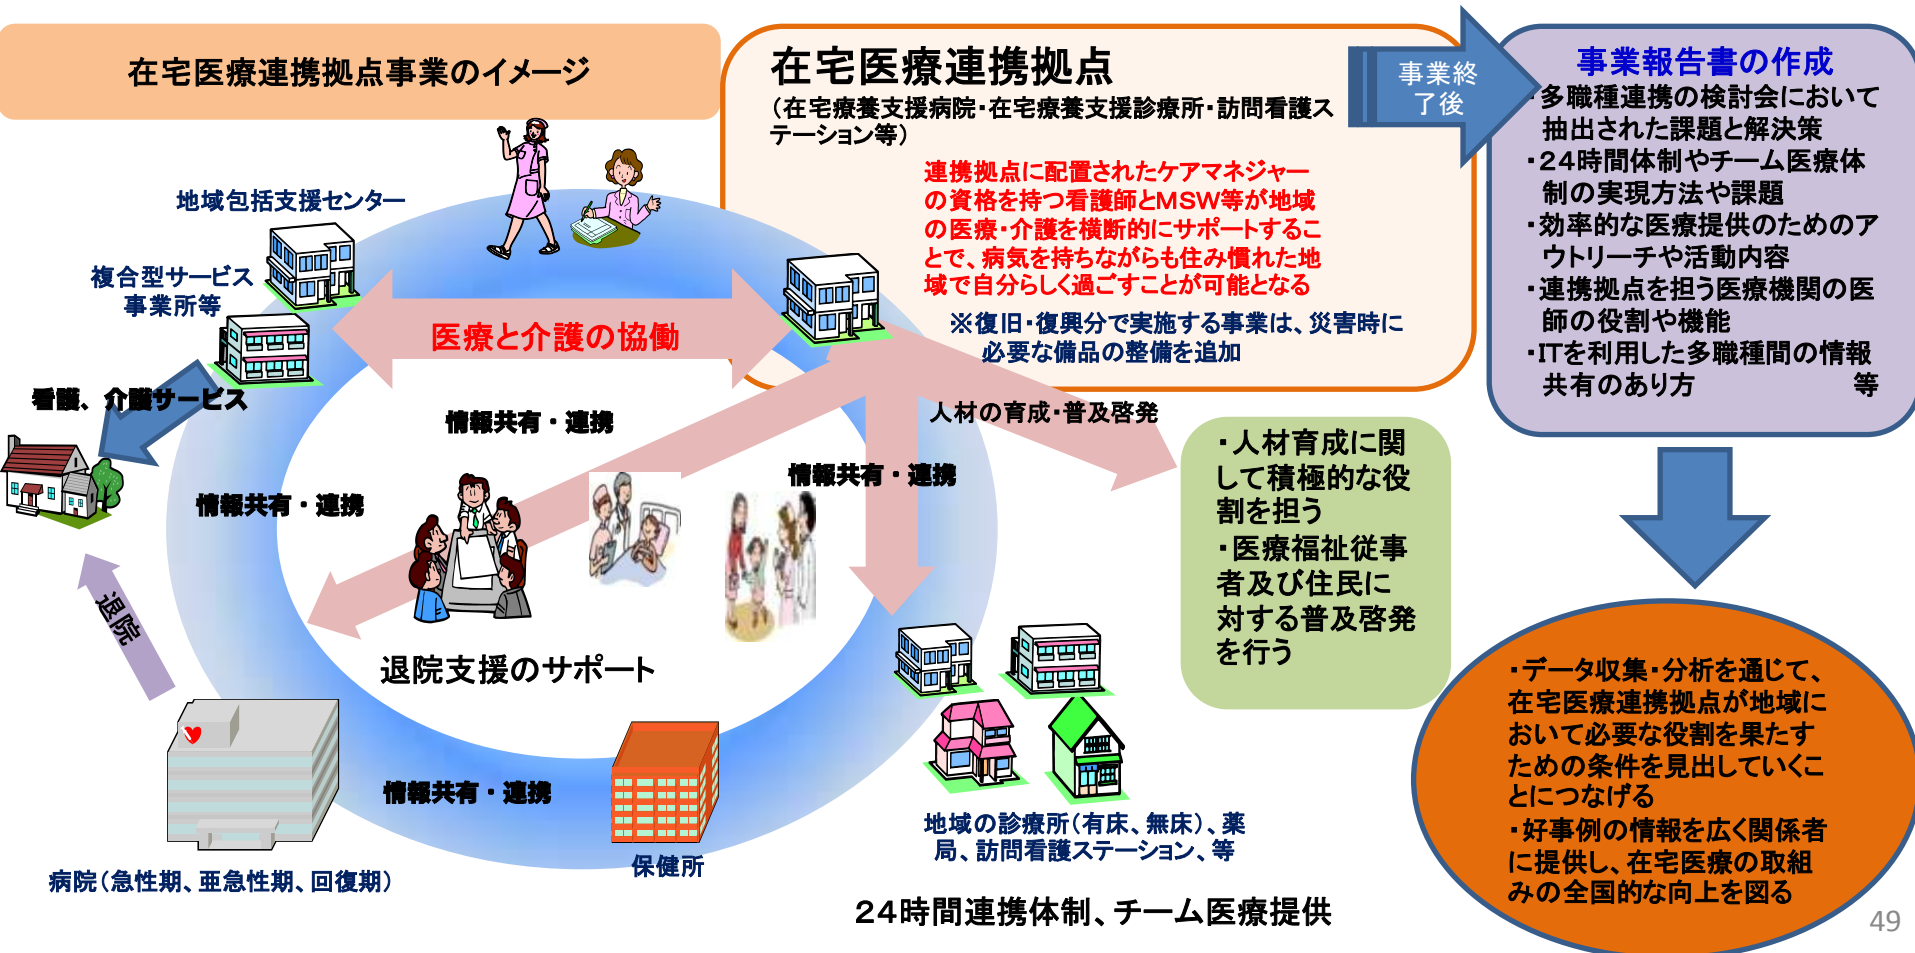 在宅医療連携拠点事業のイメージ
在宅医療連携拠点
（在宅療養支援病院・在宅療養支援診療所・訪問看護ス
テーション等）
連携拠点に配置されたケアマネジャー
の資格を持つ看護師とMSW等が地域
の医療・介護を横断的にサポートするこ
とで、病気を持ちながらも住み慣れた地
域で自分らしく過ごすことが可能となる
※復旧・復興分で実施する事業は、災害時に
必要な備品の整備を追加
事業終
了後
事業報告書の作成
・多職種連携の検討会において
抽出された課題と解決策
・24時間体制やチーム医療体
制の実現方法や課題
・効率的な医療提供のためのア
ウトリーチや活動内容
・連携拠点を担う医療機関の医
師の役割や機能
・ITを利用した多職種間の情報
共有のあり方　等
地域包括支援センター
複合型サービス
事業所等
医療と介護の協働
看護、介護サービス
情報共有・連携
人材の育成・普及啓発
情報共有・連携
情報共有・連携
・人材育成に関
して積極的な役
割を担う
・医療福祉従事
者及び住民に
対する普及啓発
を行う
退院
退院支援のサポート
情報共有・連携
病院（急性期、亜急性期、回復期）
保健所
地域の診療所（有床、無床）、薬
局、訪問看護ステーション、等
24時間連携体制、チーム医療提供
・データ収集・分析を通じて、
在宅医療連携拠点が地域に
おいて必要な役割を果たす
ための条件を見出していくこ
とにつなげる
・好事例の情報を広く関係者
に提供し、在宅医療の取組
みの全国的な向上を図る
49